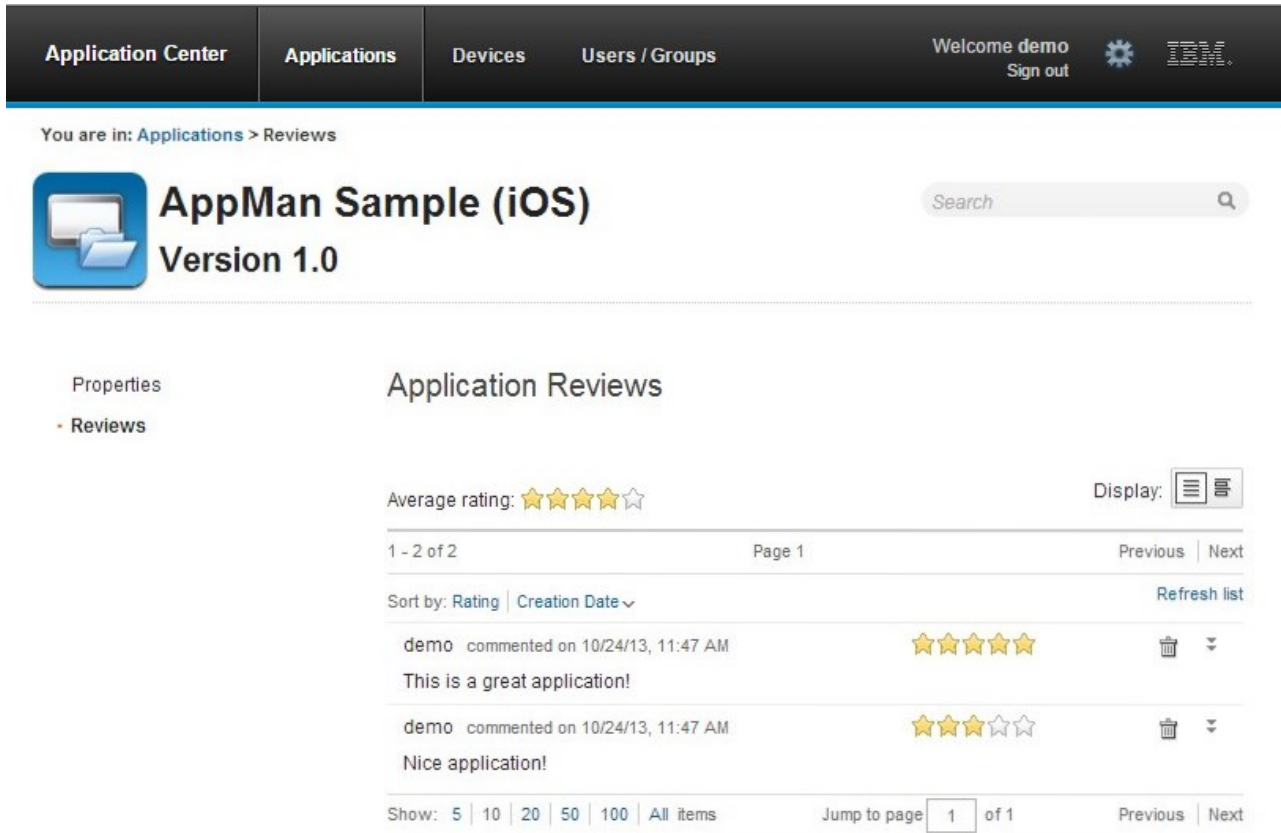 Application Center Applications Devices Users / Groups Welcome demo
Sign out
IBM.
You are in: Applications > Reviews
AppMan Sample (iOS)
Version 1.0
Search
Properties
Reviews
Application Reviews
Average rating:
Display:
1 - 2 of 2 Page 1 Previous | Next
Sort by: Rating | Creation Date Refresh list
demo commented on 10/24/13, 11:47 AM
This is a great application!
demo commented on 10/24/13, 11:47 AM
Nice application!
Show: 5 | 10 | 20 | 50 | 100 | All items Jump to page 1 of 1 Previous | Next